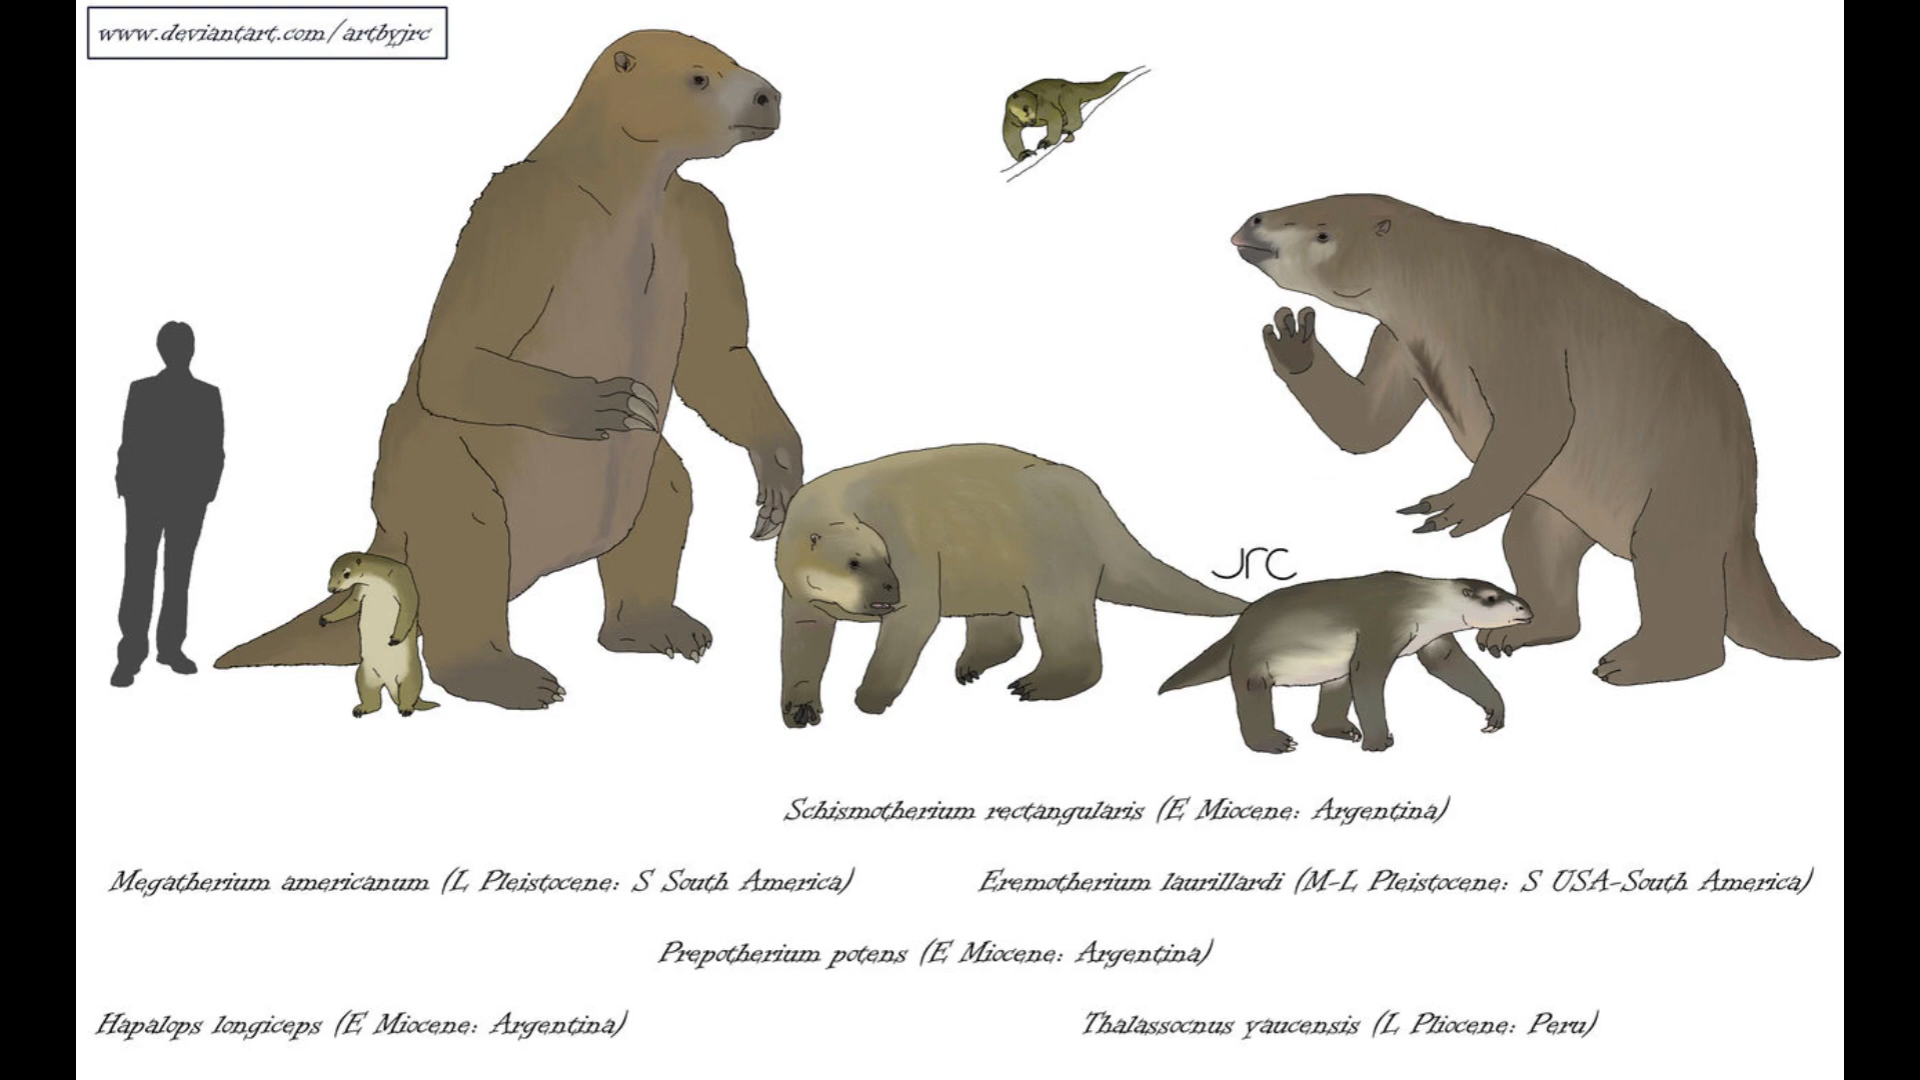 www.deviantart.com/artbyjrc
JrC
Schismotherium rectangularis (E Miocene: Argentina)
Megatherium americanum (L Pleistocene: S South America)
Eremotherium laurillardi (M-L Pleistocene: S USA-South America)
Prepotherium potens (E Miocene: Argentina)
Hapalops longiceps (E Miocene: Argentina)
Thalassocnus yaucensis (L Pliocene: Peru)